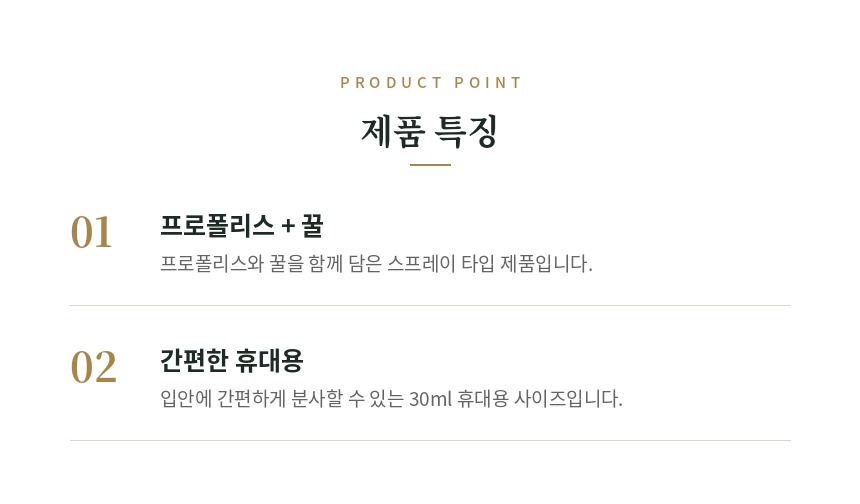 PRODUCT POINT
제품 특징
01
프로폴리스 + 꿀
프로폴리스와 꿀을 함께 담은 스프레이 타입 제품입니다.
02
간편한 휴대용
입안에 간편하게 분사할 수 있는 30ml 휴대용 사이즈입니다.